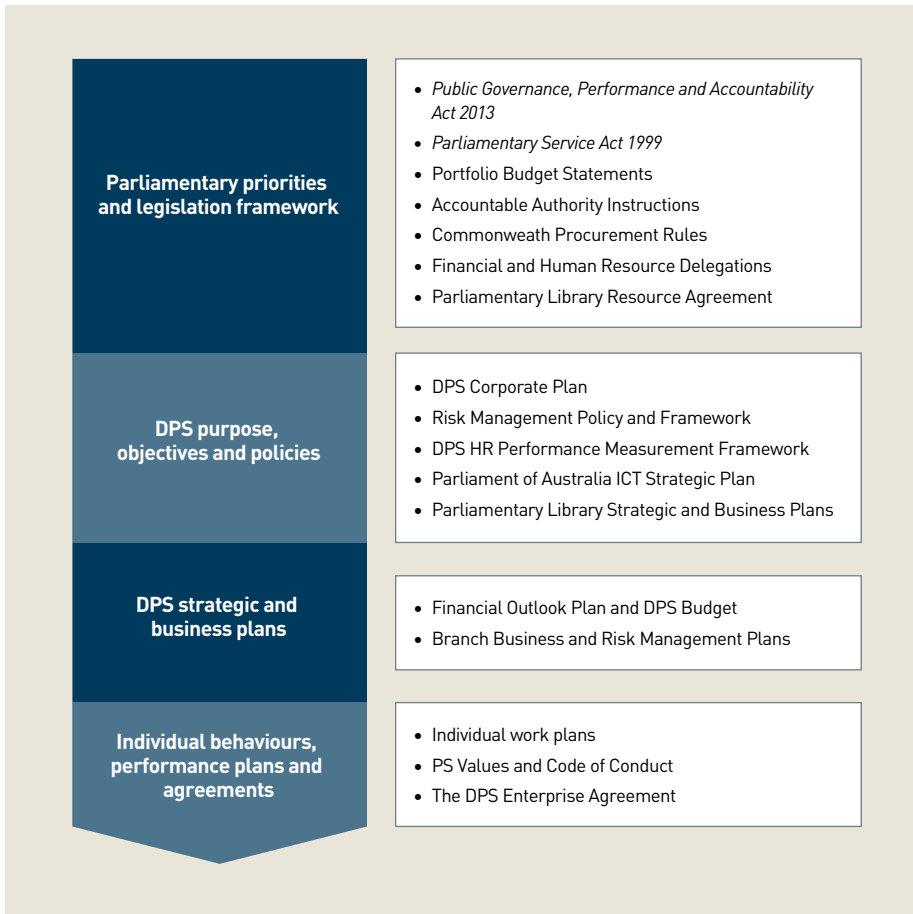 Parliamentary priorities
and legislation framework
• Public Governance, Performance and Accountability
Act 2013
• Parliamentary Service Act 1999
• Portfolio Budget Statements
• Accountable Authority Instructions
• Commonweath Procurement Rules
• Financial and Human Resource Delegations
• Parliamentary Library Resource Agreement
DPS purpose,
objectives and policies
• DPS Corporate Plan
• Risk Management Policy and Framework
• DPS HR Performance Measurement Framework
• Parliament of Australia ICT Strategic Plan
• Parliamentary Library Strategic and Business Plans
DPS strategic and
business plans
• Financial Outlook Plan and DPS Budget
• Branch Business and Risk Management Plans
Individual behaviours,
performance plans and
agreements
• Individual work plans
• PS Values and Code of Conduct
• The DPS Enterprise Agreement